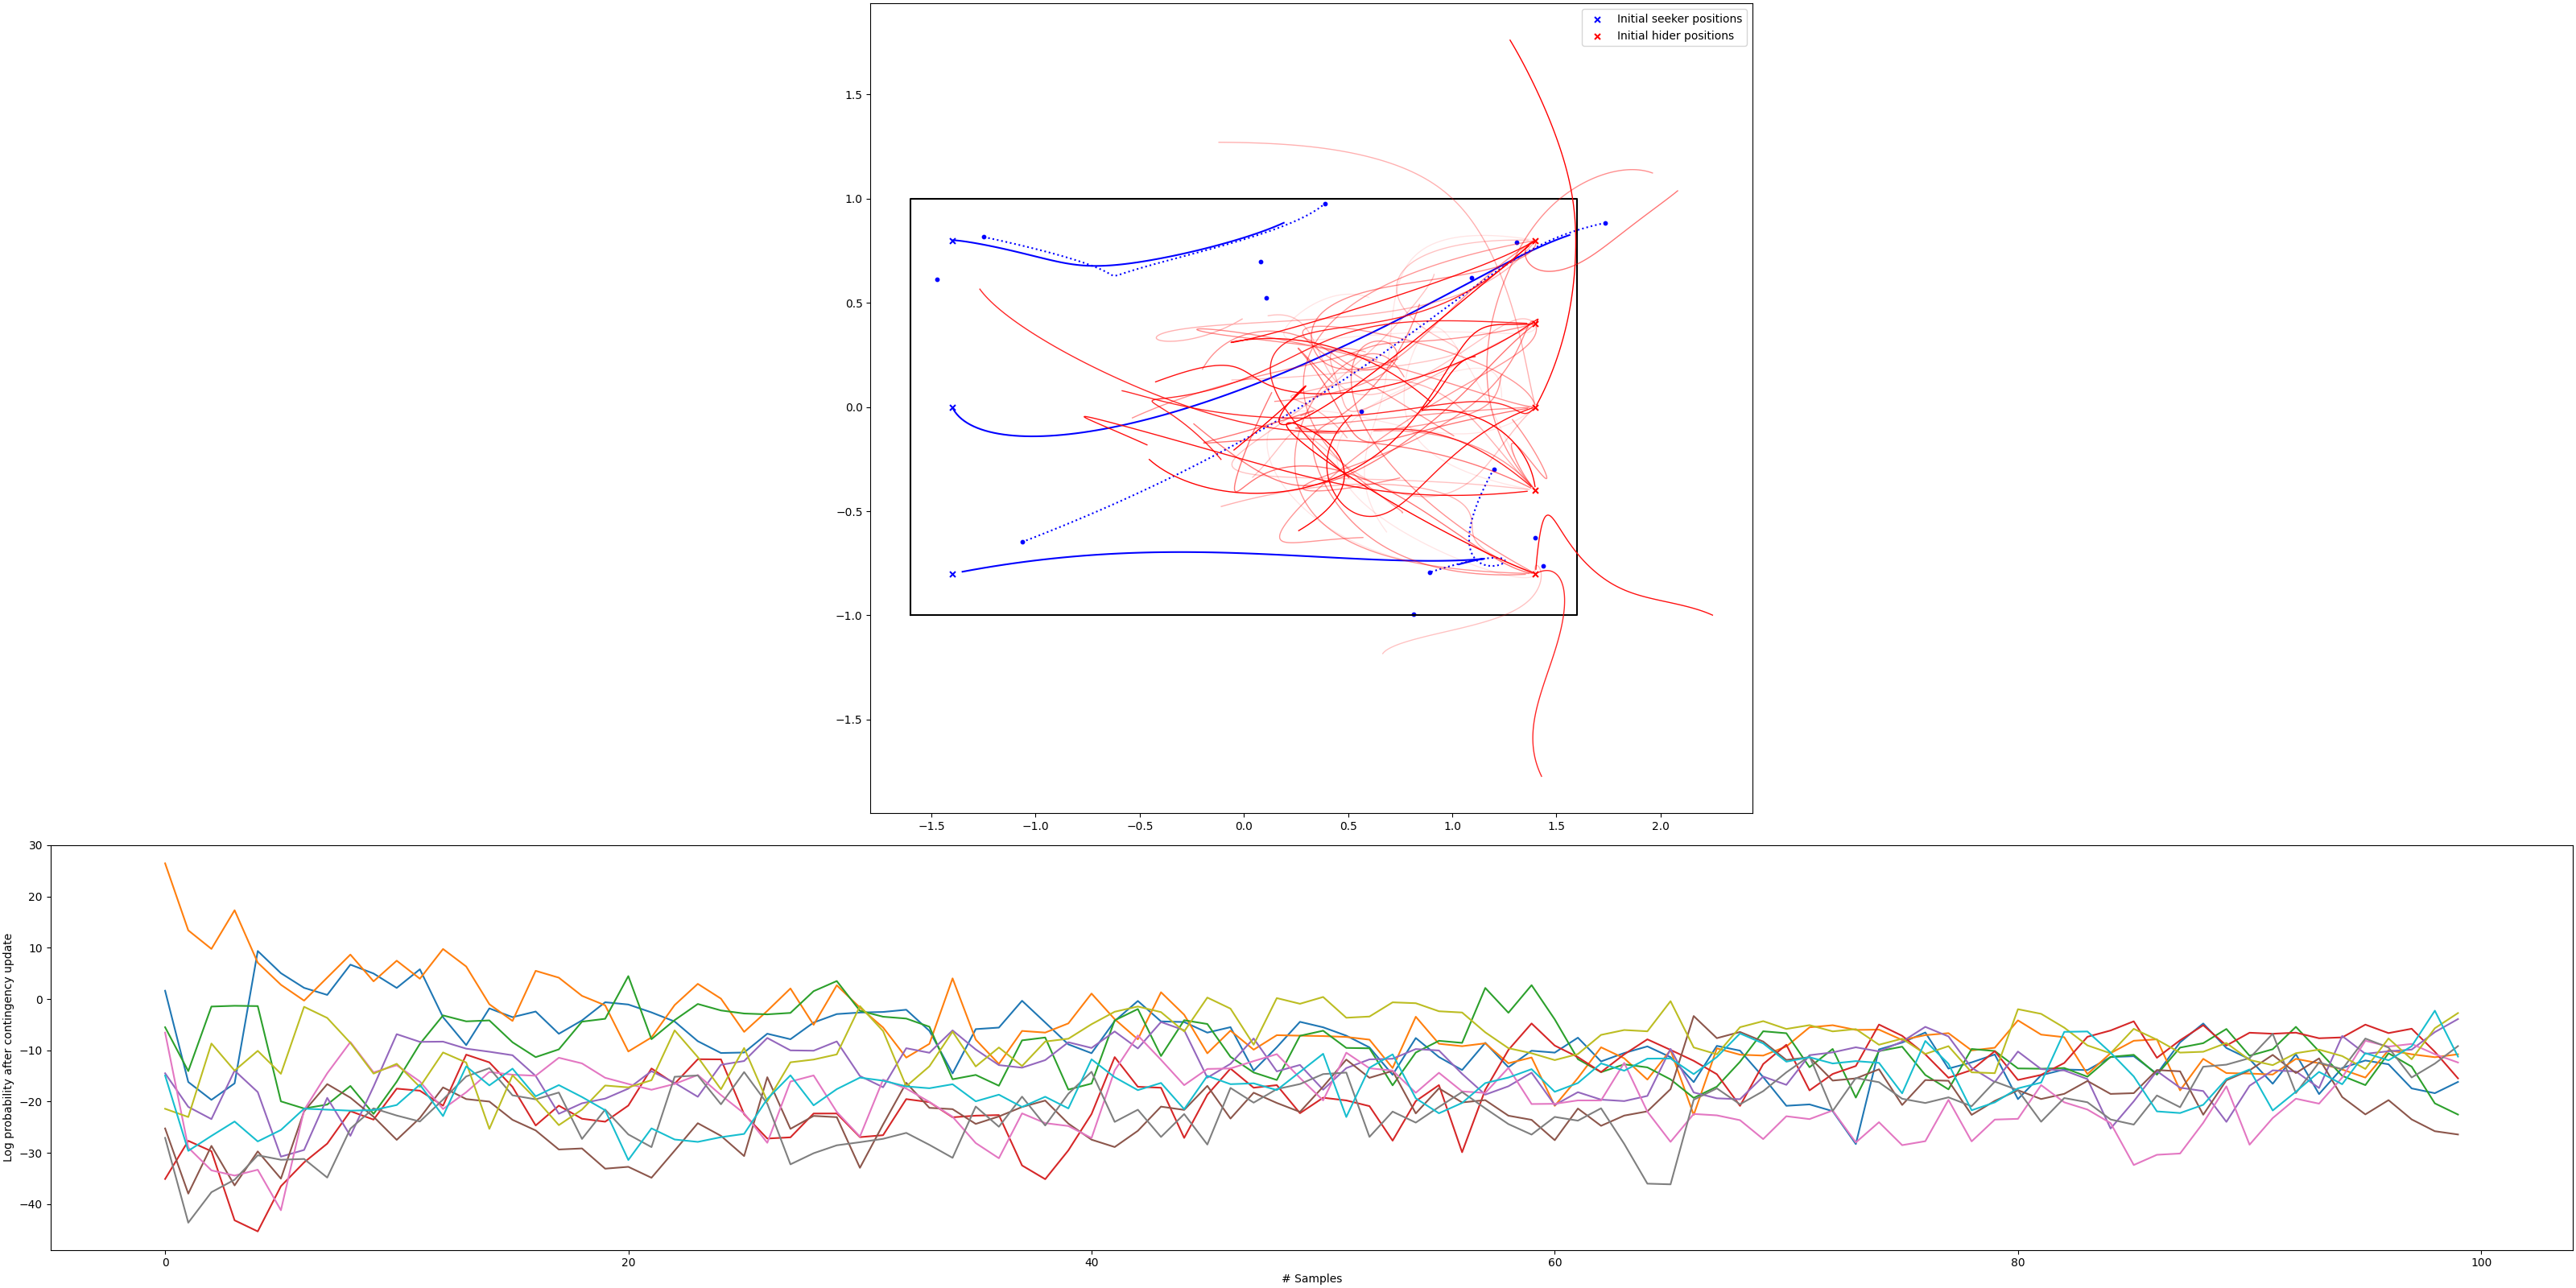 Initial seeker positions
Initial hider positions
1.5
1.0
0.5
0.0
−0.5
−1.0
−1.5
−1.5 −1.0 −0.5 0.0 0.5 1.0 1.5 2.0
Log probability after contingency update
30
20
10
0
−10
−20
−30
−40
0 20 40 60 80 100
# Samples